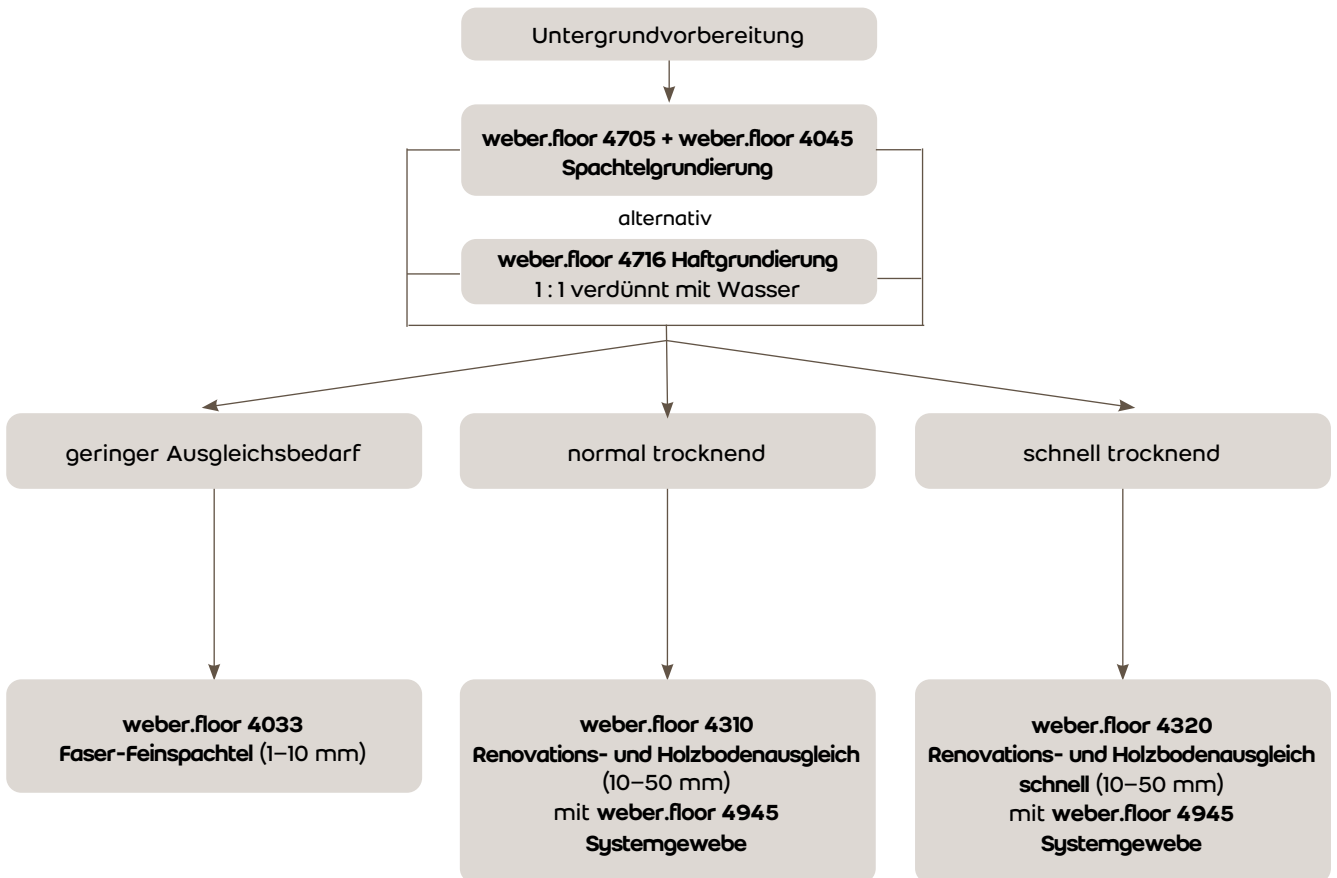 Untergrundvorbereitung
weber.floor 4705 + weber.floor 4045
Spachtelgrundierung
alternativ
weber.floor 4716 Haftgrundierung
1 : 1 verdünnt mit Wasser
geringer Ausgleichsbedarf
normal trocknend
schnell trocknend
weber.floor 4033
Faser-Feinspachtel (1–10 mm)
weber.floor 4310
Renovations- und Holzbodenausgleich
(10–50 mm)
mit weber.floor 4945
Systemgewebe
weber.floor 4320
Renovations- und Holzbodenausgleich
schnell (10–50 mm)
mit weber.floor 4945
Systemgewebe